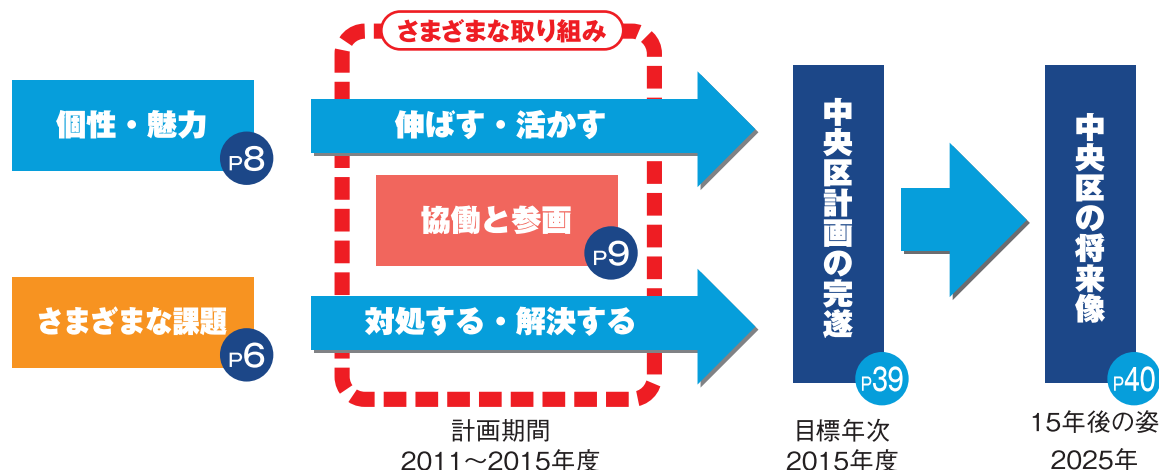 さまざまな取り組み
個性・魅力
P8
伸ばす・活かす
協働と参画
P9
さまざまな課題
P6
対処する・解決する
計画期間
2011～2015年度
中央区計画の完遂
P39
目標年次
2015年度
中央区の将来像
P40
15年後の姿
2025年